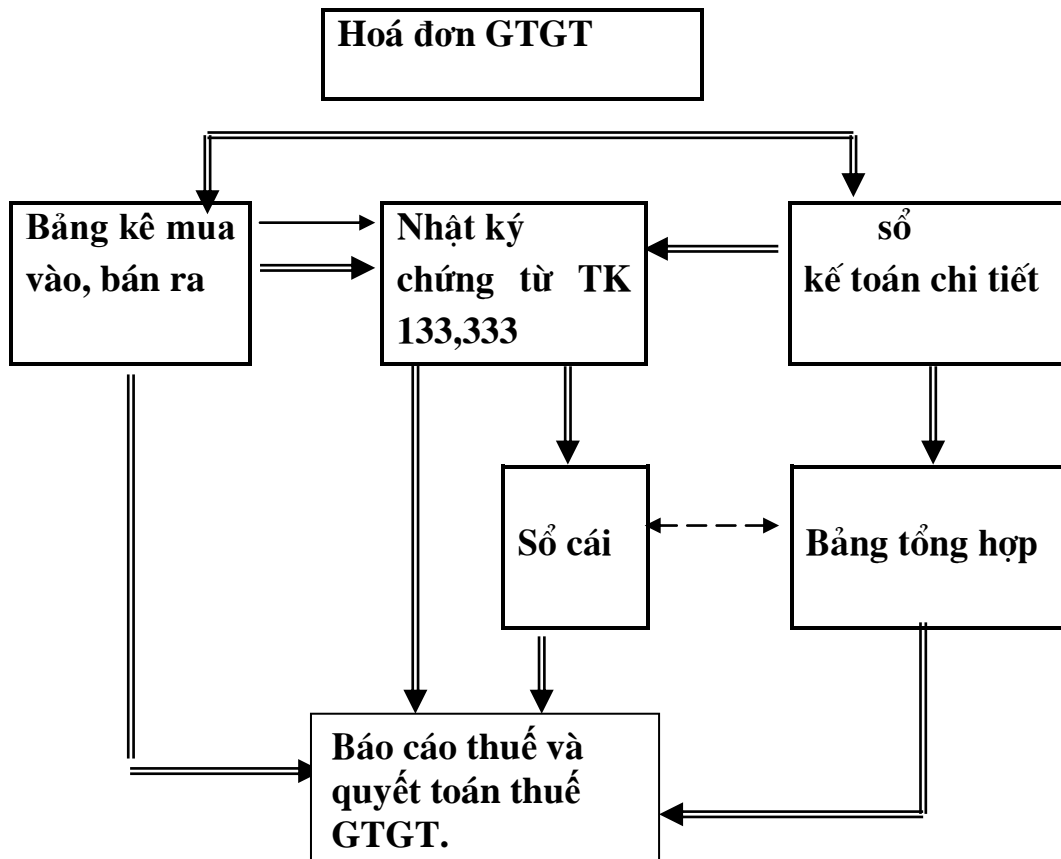 Hoá đơn GTGT
Bảng kê mua
vào, bán ra
Nhật ký
chứng từ TK
133,333
sổ
kế toán chi tiết
Sổ cái
Bảng tổng hợp
Báo cáo thuế và
quyết toán thuế
GTGT.